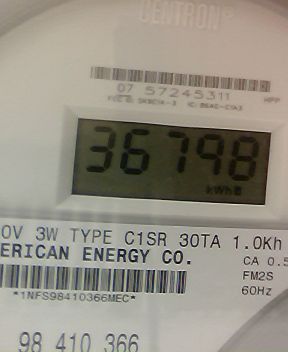 CENTRON®
07 57245311
36798
kWh
0V 3W TYPE C1SR 30TA 1.0Kh
ERICAN ENERGY CO.
CA 0.5
FM2S
60Hz
*1NFS98410366MEC*
98 410 366